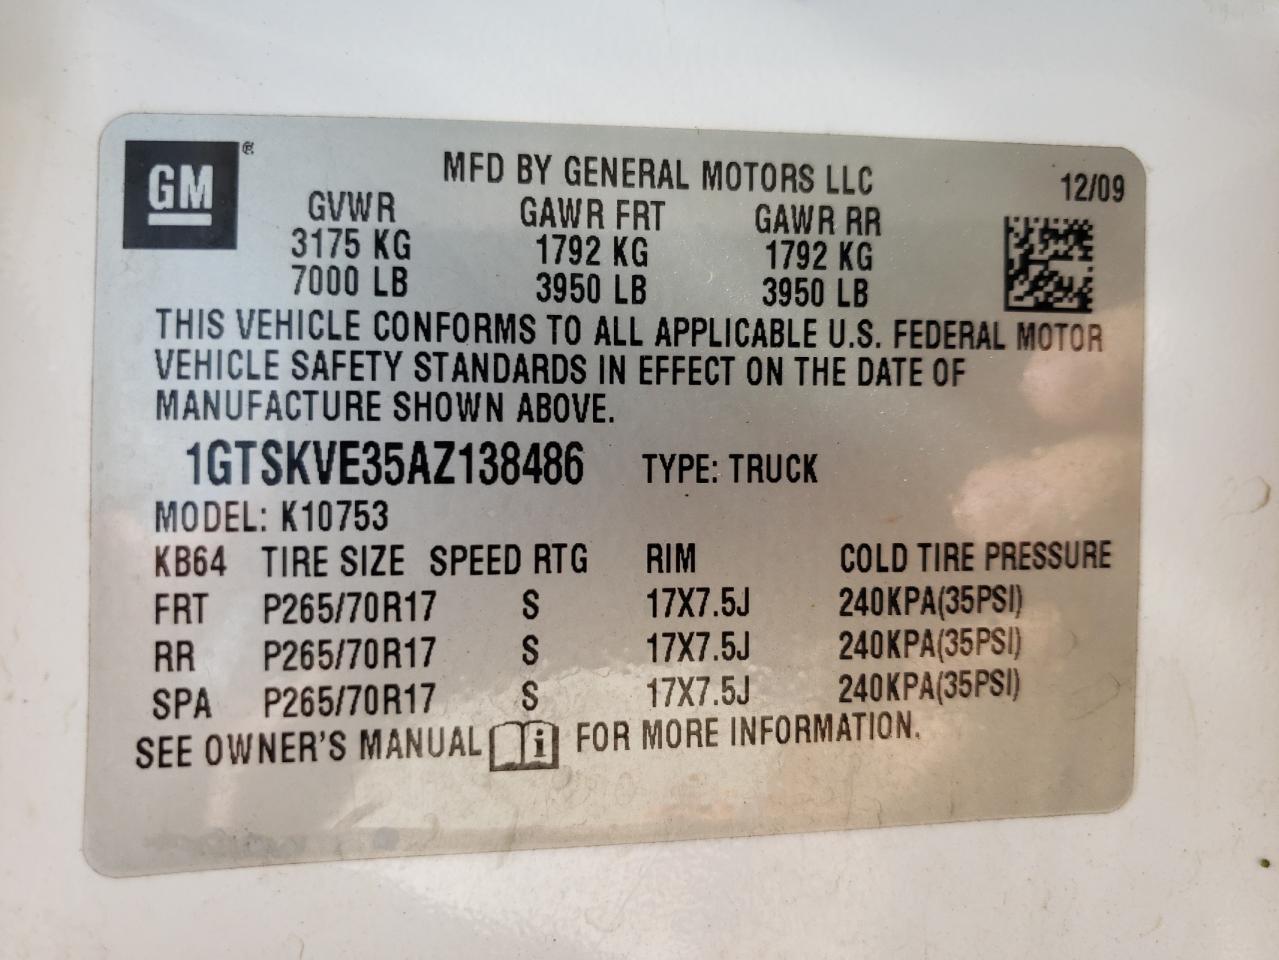 GM ®
MFD BY GENERAL MOTORS LLC 12/09
GVWR GAWR FRT GAWR RR
3175 KG 1792 KG 1792 KG
7000 LB 3950 LB 3950 LB
THIS VEHICLE CONFORMS TO ALL APPLICABLE U.S. FEDERAL MOTOR
VEHICLE SAFETY STANDARDS IN EFFECT ON THE DATE OF
MANUFACTURE SHOWN ABOVE.
1GTSKVE35AZ138486 TYPE: TRUCK
MODEL: K10753
KB64 TIRE SIZE SPEED RTG RIM COLD TIRE PRESSURE
FRT P265/70R17 S 17X7.5J 240KPA(35PSI)
RR P265/70R17 S 17X7.5J 240KPA(35PSI)
SPA P265/70R17 S 17X7.5J 240KPA(35PSI)
SEE OWNER'S MANUAL i FOR MORE INFORMATION.